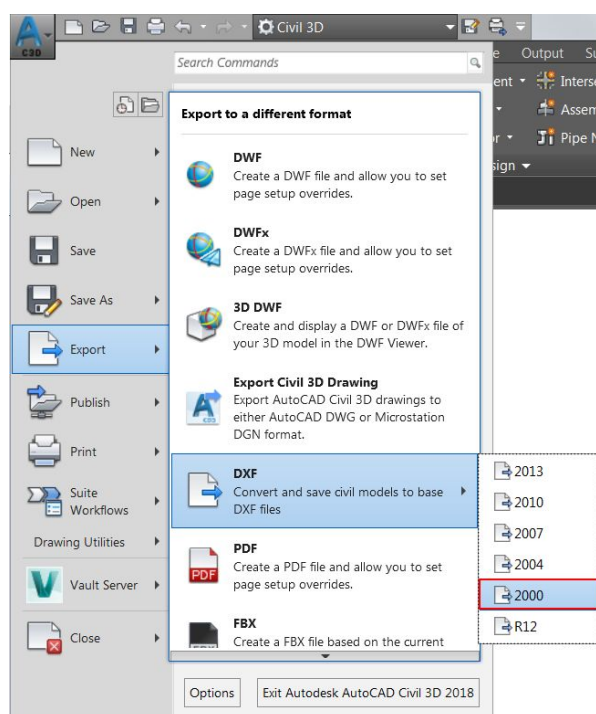 C3D
Civil 3D
Search Commands
Output
Export to a different format
New
Open
Save
Save As
Export
Publish
Print
Suite
Workflows
Drawing Utilities
Vault Server
Close
DWF
Create a DWF file and allow you to set
page setup overrides.
DWFx
Create a DWFx file and allow you to set
page setup overrides.
3D DWF
Create and display a DWF or DWFx file of
your 3D model in the DWF Viewer.
Export Civil 3D Drawing
Export AutoCAD Civil 3D drawings to
either AutoCAD DWG or Microstation
DGN format.
DXF
Convert and save civil models to base
DXF files
PDF
PDF
Create a PDF file and allow you to set
page setup overrides.
FBX
Create a FBX file based on the current
2013
2010
2007
2004
2000
R12
Options
Exit Autodesk AutoCAD Civil 3D 2018
Pipe